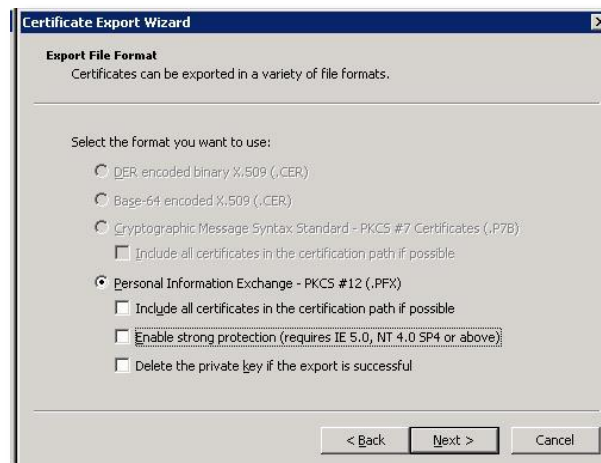 Certificate Export Wizard
Export File Format
Certificates can be exported in a variety of file formats.
Select the format you want to use:
DER encoded binary X.509 (.CER)
Base-64 encoded X.509 (.CER)
Cryptographic Message Syntax Standard - PKCS #7 Certificates (.P7B)
Include all certificates in the certification path if possible
Personal Information Exchange - PKCS #12 (.PFX)
Include all certificates in the certification path if possible
Enable strong protection (requires IE 5.0, NT 4.0 SP4 or above)
Delete the private key if the export is successful
< Back Next > Cancel